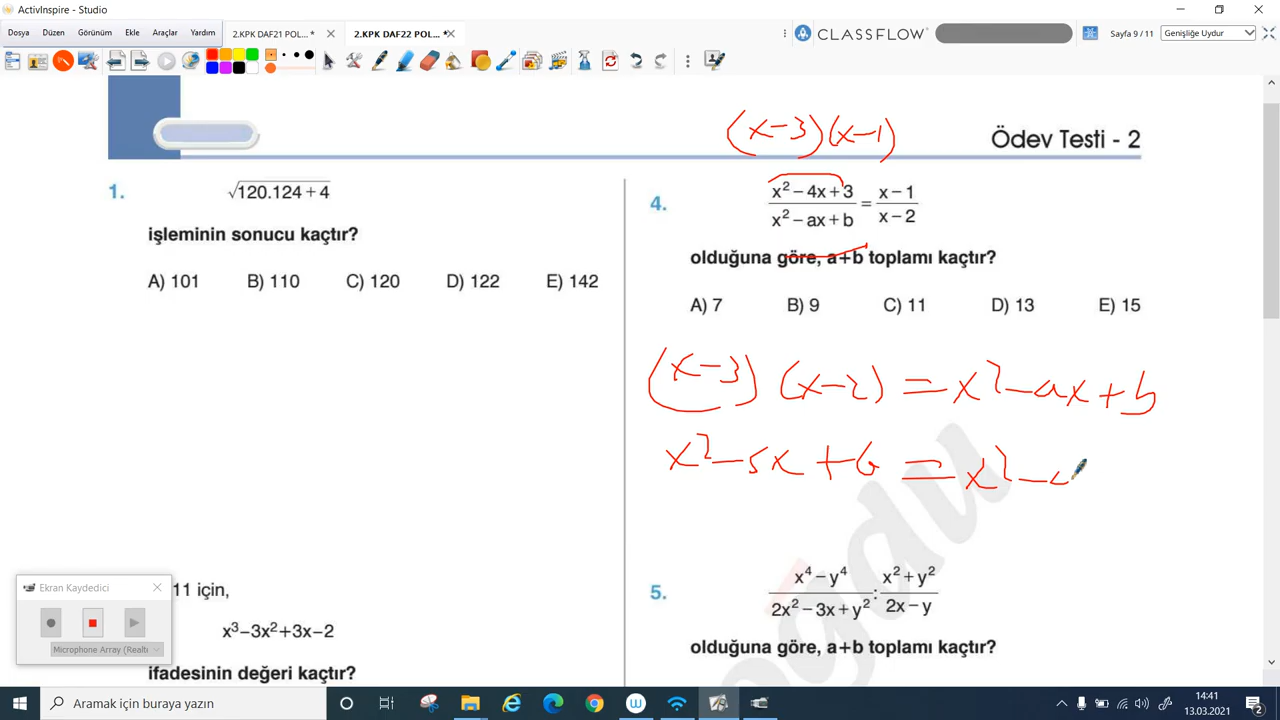 ActivInspire - Studio
Dosya Düzen Görünüm Ekle Araçlar Yardım
2.KPK DAF21 POL... *
2.KPK DAF22 POL... *
CLASSFLOW
Sayfa 9 / 11
Genişliğe Uydur
Ödev Testi - 2
1.
√120.124 + 4
işleminin sonucu kaçtır?
A) 101 B) 110 C) 120 D) 122 E) 142
11 için,
x³−3x²+3x−2
ifadesinin değeri kaçtır?
(x−3)(x−1)
4.
x² − 4x + 3 / x² − ax + b = x − 1 / x − 2
olduğuna göre, a+b toplamı kaçtır?
A) 7 B) 9 C) 11 D) 13 E) 15
(x−3) (x−2) = x² − ax + b
x² − 5x + 6 = x² − a
5.
x⁴ − y⁴ / 2x² − 3x + y² : x² + y² / 2x − y
olduğuna göre, a+b toplamı kaçtır?
Ekran Kaydedici
Microphone Array (Realte
Aramak için buraya yazın
14:41
13.03.2021
2